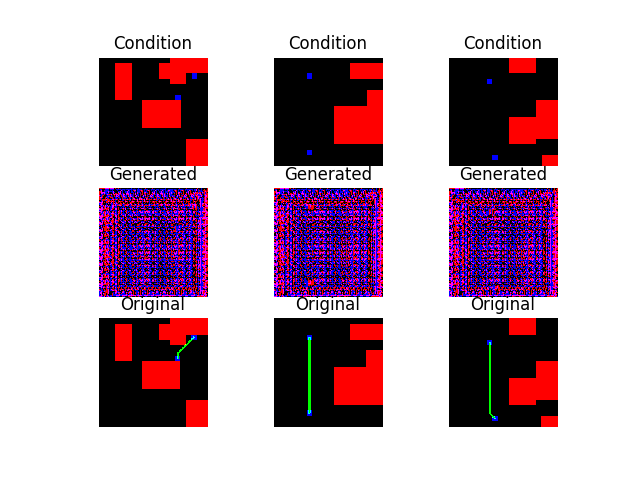 Condition Condition Condition
Generated Generated Generated
Original Original Original